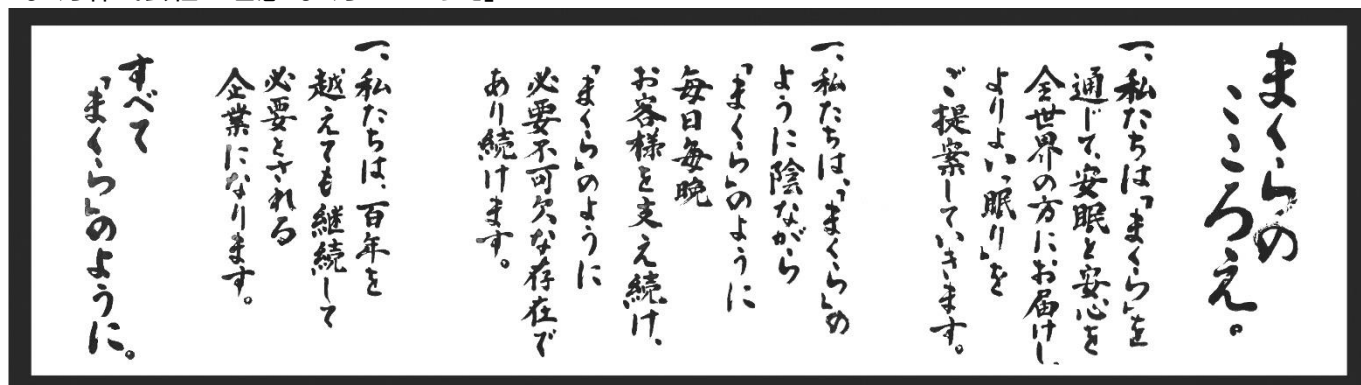 まくらの
こころえ。
一、私たちは「まくら」を
通じて、安眠と安心を
全世界の方にお届けし、
よりよい「眠り」を
ご提案していきます。
一、私たちは、「まくら」の
ように陰ながら
「まくら」のように
毎日毎晩
お客様を支え続け、
「まくら」のように
必要不可欠な存在で
あり続けます。
一、私たちは、百年を
越えても継続して
必要とされる
企業になります。
すべて
「まくら」のように。